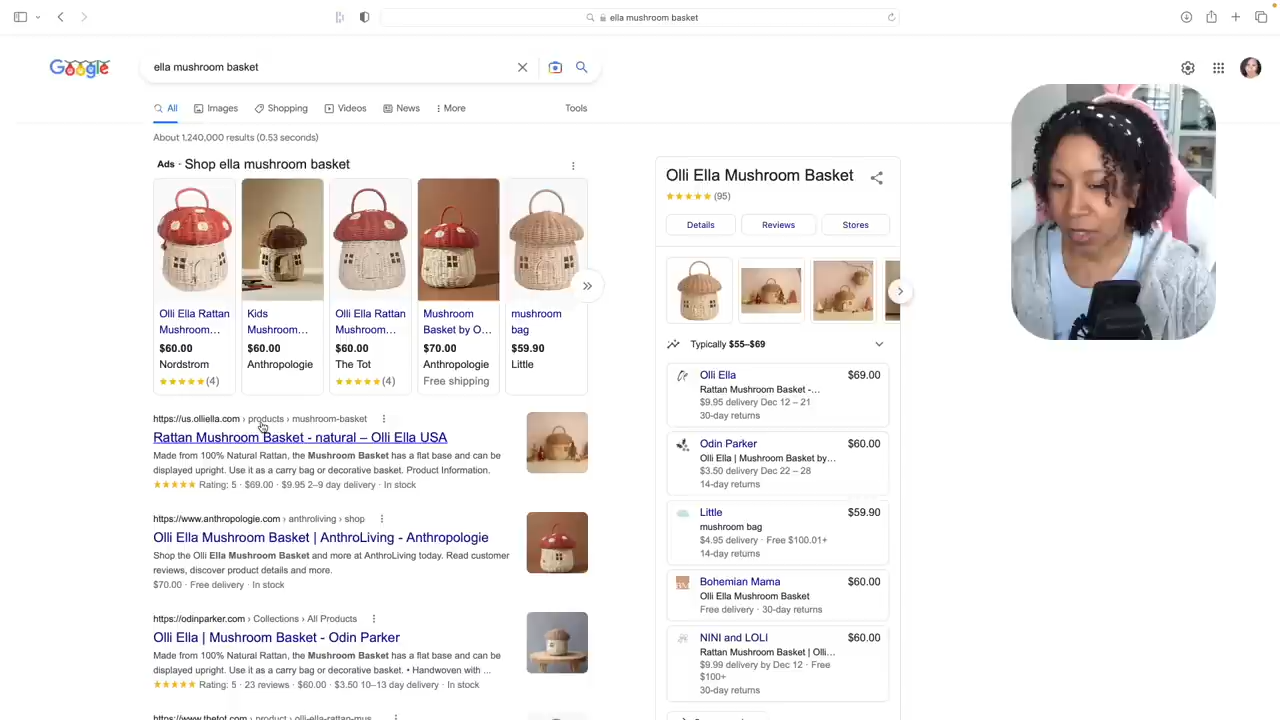 ella mushroom basket
Google
ella mushroom basket
All
Images
Shopping
Videos
News
More
Tools
About 1,240,000 results (0.53 seconds)
Ads · Shop ella mushroom basket
Olli Ella Rattan
Mushroom...
$60.00
Nordstrom
(4)
Kids
Mushroom...
$60.00
Anthropologie
Olli Ella Rattan
Mushroom...
$60.00
The Tot
(4)
Mushroom
Basket by O...
$70.00
Anthropologie
Free shipping
mushroom
bag
$59.90
Little
https://us.olliella.com › products › mushroom-basket
Rattan Mushroom Basket - natural – Olli Ella USA
Made from 100% Natural Rattan, the Mushroom Basket has a flat base and can be
displayed upright. Use it as a carry bag or decorative basket. Product Information.
Rating: 5 · $69.00 · $9.95 2–9 day delivery · In stock
https://www.anthropologie.com › anthroliving › shop
Olli Ella Mushroom Basket | AnthroLiving - Anthropologie
Shop the Olli Ella Mushroom Basket and more at AnthroLiving today. Read customer
reviews, discover product details and more.
$70.00 · Free delivery · In stock
https://odinparker.com › Collections › All Products
Olli Ella | Mushroom Basket - Odin Parker
Made from 100% Natural Rattan, the Mushroom Basket has a flat base and can be
displayed upright. Use it as a carry bag or decorative basket. • Handwoven with ...
Rating: 5 · 23 reviews · $60.00 · $3.50 10–13 day delivery · In stock
https://www.thetot.com › product › olli-ella-rattan-mus...
Olli Ella Mushroom Basket
(95)
Details
Reviews
Stores
Typically $55–$69
Olli Ella
$69.00
Rattan Mushroom Basket -...
$9.95 delivery Dec 12 – 21
30-day returns
Odin Parker
$60.00
Olli Ella | Mushroom Basket by...
$3.50 delivery Dec 22 – 28
14-day returns
Little
$59.90
mushroom bag
$4.95 delivery · Free $100.01+
14-day returns
Bohemian Mama
$60.00
Olli Ella Mushroom Basket
Free delivery · 30-day returns
NINI and LOLI
$60.00
Rattan Mushroom Basket | Olli...
$9.99 delivery by Dec 12 · Free
$100+
30-day returns